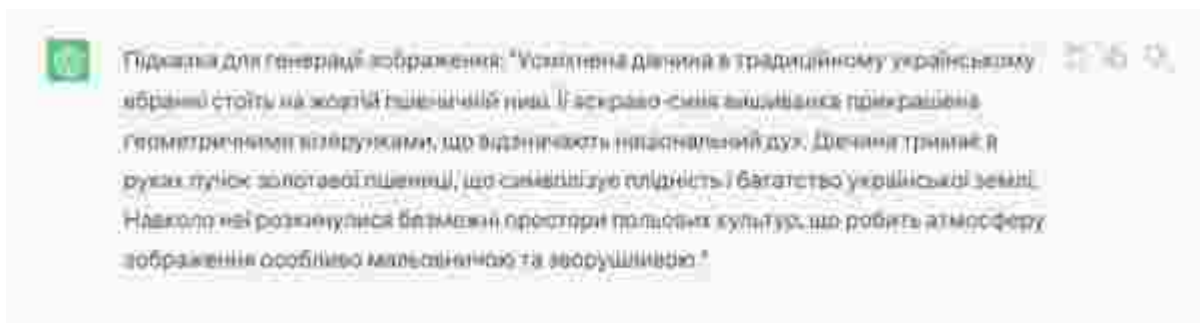 Підказка для генерації зображення: "Усміхнена дівчина в традиційному українському
вбранні стоїть на жовтій пшеничній ниві. Її яскраво-синя вишиванка прикрашена
геометричними візерунками, що відзначають національний дух. Дівчина тримає в
руках пучок золотавої пшениці, що символізує плідність і багатство української землі.
Навколо неї розкинулися безмежні простори польових культур, що робить атмосферу
зображення особливо мальовничою та зворушливою."